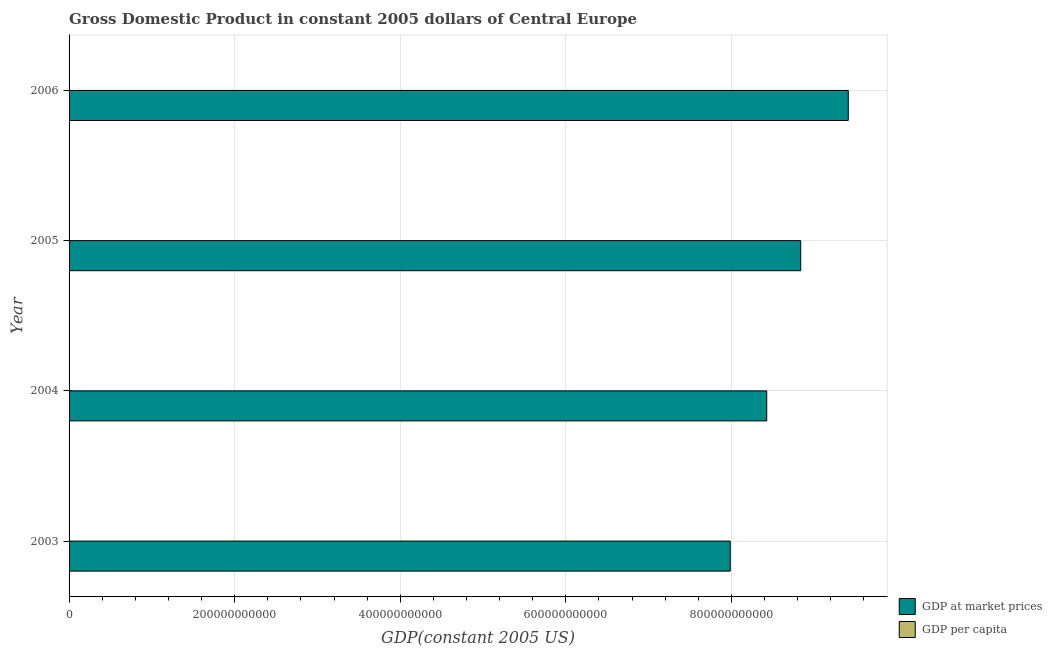 Gross Domestic Product in constant 2005 dollars of Central Europe
2006
2005
2004
2003
Year
0
200000000000
400000000000
600000000000
800000000000
GDP(constant 2005 US)
GDP at market prices
GDP per capita